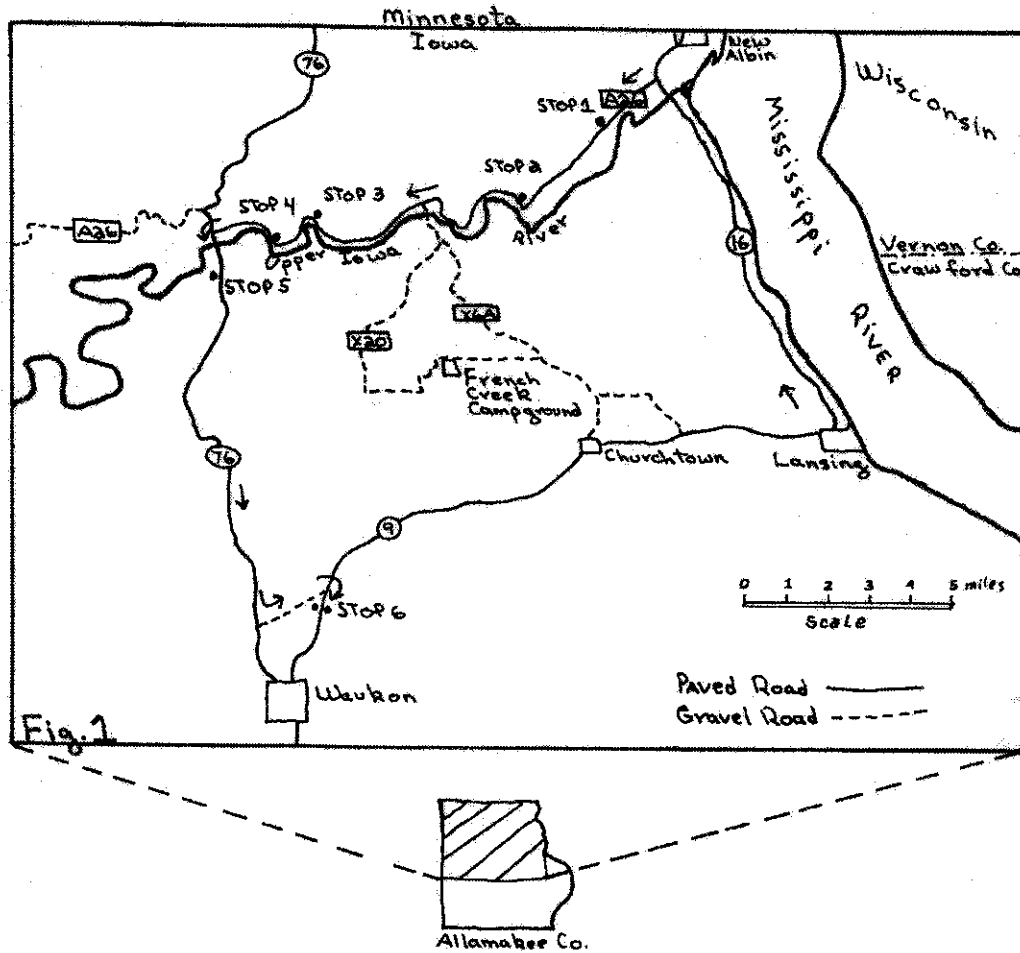 Minnesota
Iowa
76
New
Albin
Wisconsin
A26
STOP 1
Mississippi
River
STOP 2
STOP 3
STOP 4
A26
Upper Iowa River
STOP 5
16
Vernon Co.
Crawford Co
X20
X6A
French
Creek
Campground
76
Churchtown
Lansing
9
0 1 2 3 4 5 miles
Scale
STOP 6
Waukon
Paved Road
Gravel Road
Fig. 1
Allamakee Co.